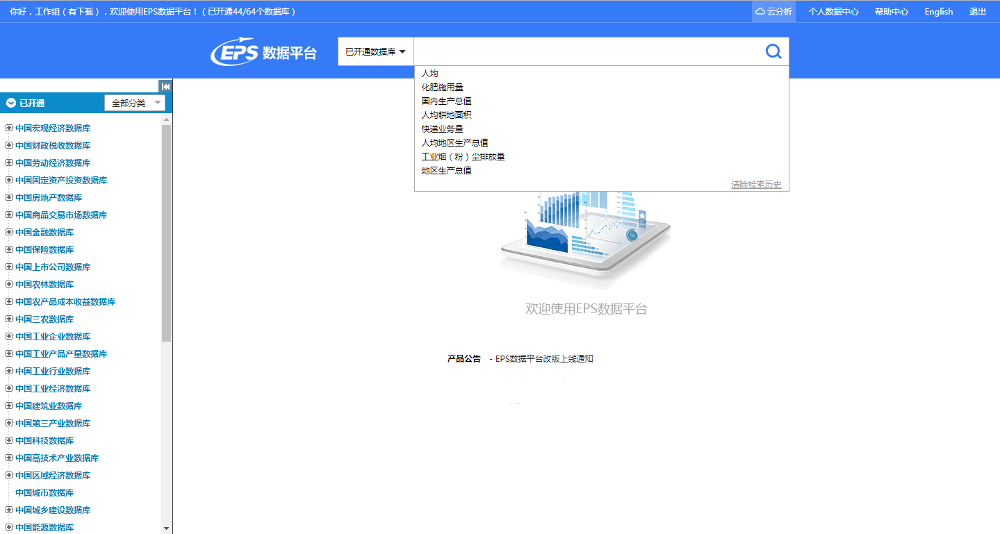 你好，工作组（有下载），欢迎使用EPS数据平台！（已开通44/64个数据库）
云分析 个人数据中心 帮助中心 English 退出
EPS 数据平台
已开通数据库
人均
化肥施用量
国内生产总值
人均耕地面积
快递业务量
人均地区生产总值
工业烟（粉）尘排放量
地区生产总值
清除检索历史
已开通 全部分类
中国宏观经济数据库
中国财政税收数据库
中国劳动经济数据库
中国固定资产投资数据库
中国房地产数据库
中国商品交易市场数据库
中国金融数据库
中国保险数据库
中国上市公司数据库
中国农林数据库
中国农产品成本收益数据库
中国三农数据库
中国工业企业数据库
中国工业产品产量数据库
中国工业行业数据库
中国工业经济数据库
中国建筑业数据库
中国第三产业数据库
中国科技数据库
中国高技术产业数据库
中国区域经济数据库
中国城市数据库
中国城乡建设数据库
中国能源数据库
欢迎使用EPS数据平台
产品公告 - EPS数据平台改版上线通知